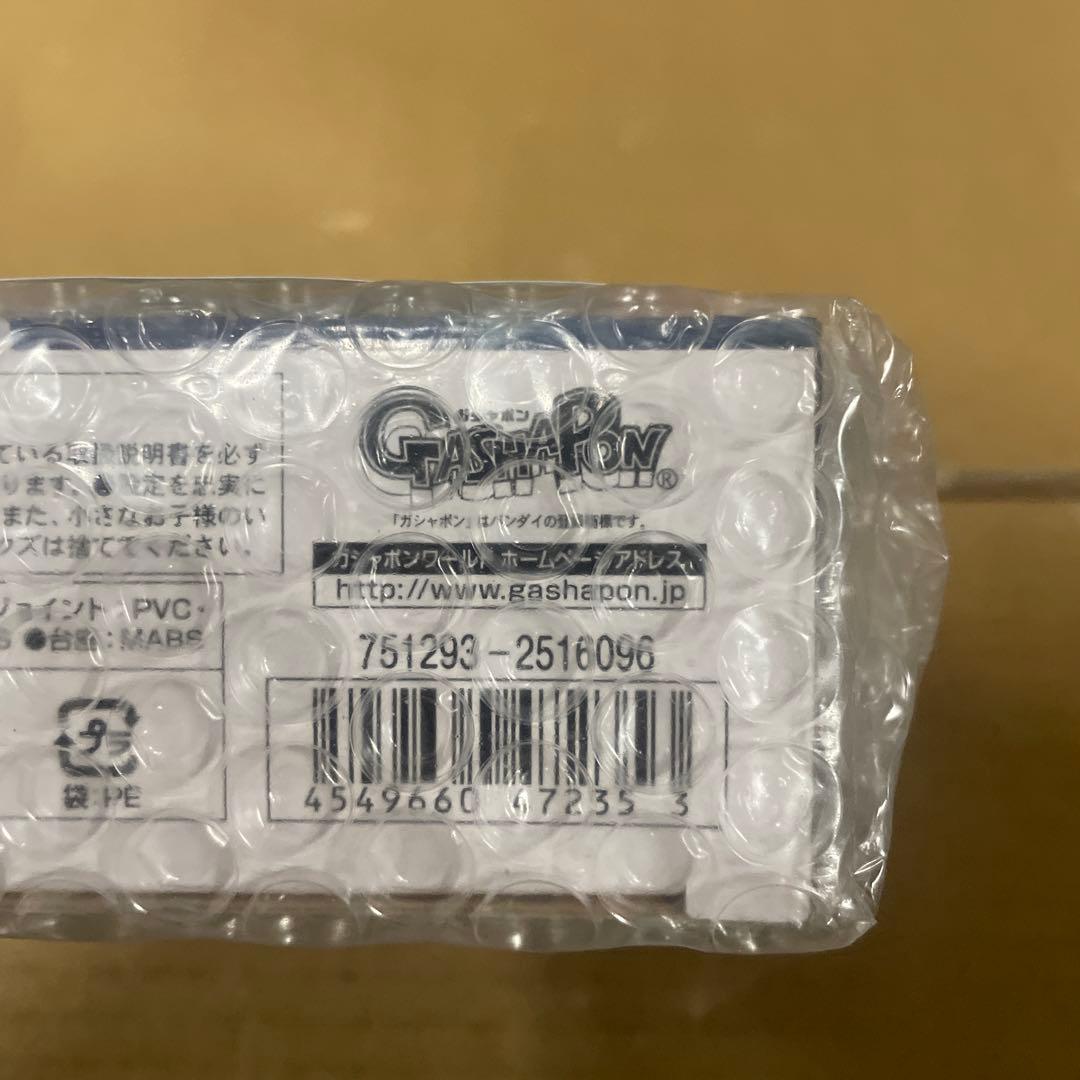 ガシャポン
GASHAPON®
ている取扱説明書を必ず
ります。●設定を忠実に
また、小さなお子様のい
ッズは捨ててください。
「ガシャポン」はバンダイの登録商標です。
ガシャポンワールド ホームページアドレス
http://www.gashapon.jp
ジョイント：PVC・
S ●台座：MABS
751293-2516096
プラ
袋：PE
4549660 47235 3